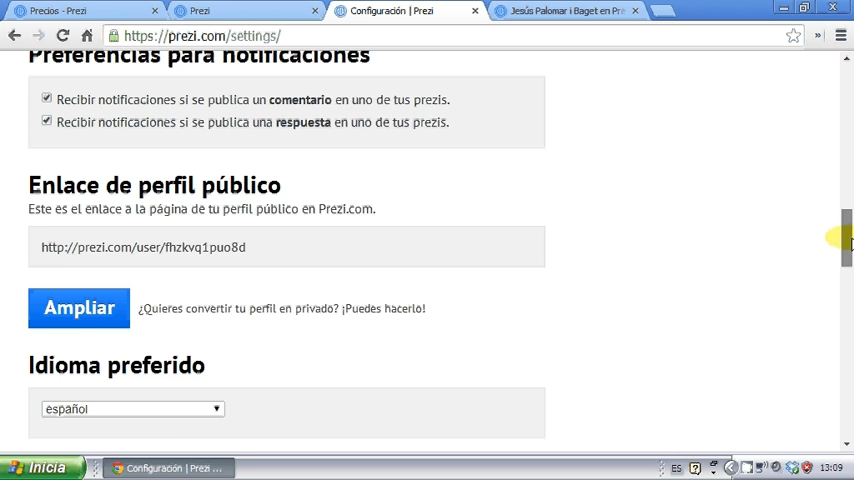 Precios - Prezi
Prezi
Configuración | Prezi
Jesús Palomar i Baget en Pre
https://prezi.com/settings/
Preferencias para notificaciones
Recibir notificaciones si se publica un comentario en uno de tus prezis.
Recibir notificaciones si se publica una respuesta en uno de tus prezis.
Enlace de perfil público
Este es el enlace a la página de tu perfil público en Prezi.com.
http://prezi.com/user/fhzkvq1puo8d
Ampliar
¿Quieres convertir tu perfil en privado? ¡Puedes hacerlo!
Idioma preferido
español
Inicia
Configuración | Prezi ...
ES
13:09